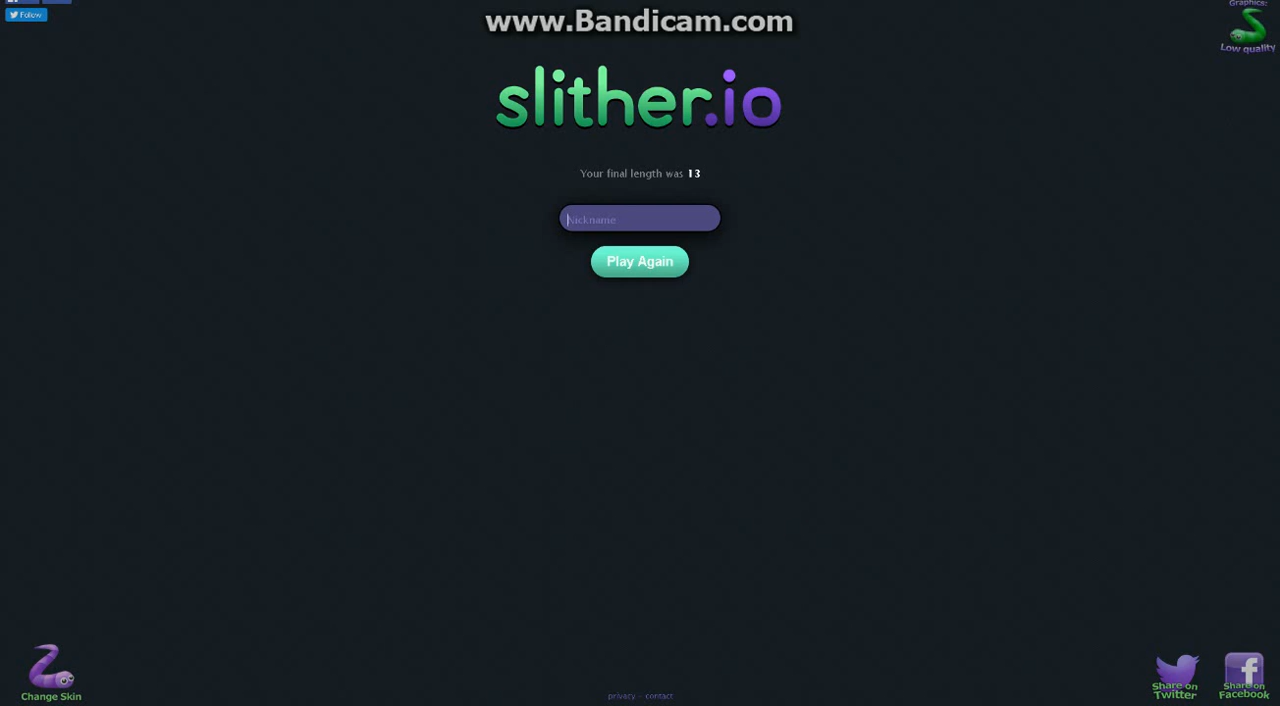 www.Bandicam.com
Follow
Graphics:
Low quality
slither.io
Your final length was 13
Nickname
Play Again
Change Skin
privacy - contact
Share on
Twitter
Share on
Facebook